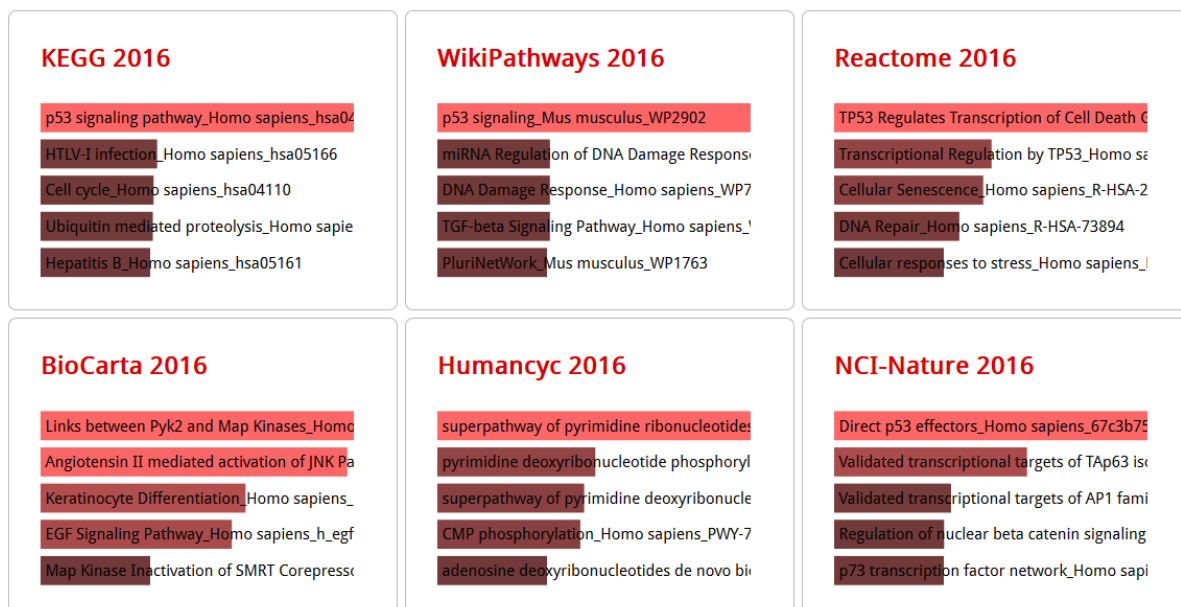 KEGG 2016
p53 signaling pathway_Homo sapiens_hsa04
HTLV-I infection_Homo sapiens_hsa05166
Cell cycle_Homo sapiens_hsa04110
Ubiquitin mediated proteolysis_Homo sapie
Hepatitis B_Homo sapiens_hsa05161
WikiPathways 2016
p53 signaling_Mus musculus_WP2902
miRNA Regulation of DNA Damage Response
DNA Damage Response_Homo sapiens_WP7
TGF-beta Signaling Pathway_Homo sapiens_
PluriNetWork_Mus musculus_WP1763
Reactome 2016
TP53 Regulates Transcription of Cell Death G
Transcriptional Regulation by TP53_Homo sa
Cellular Senescence_Homo sapiens_R-HSA-2
DNA Repair_Homo sapiens_R-HSA-73894
Cellular responses to stress_Homo sapiens_
BioCarta 2016
Links between Pyk2 and Map Kinases_Homo
Angiotensin II mediated activation of JNK Pa
Keratinocyte Differentiation_Homo sapiens_
EGF Signaling Pathway_Homo sapiens_h_egf
Map Kinase Inactivation of SMRT Corepresso
Humancyc 2016
superpathway of pyrimidine ribonucleotides
pyrimidine deoxyribonucleotide phosphoryl
superpathway of pyrimidine deoxyribonucle
CMP phosphorylation_Homo sapiens_PWY-7
adenosine deoxyribonucleotides de novo bi
NCI-Nature 2016
Direct p53 effectors_Homo sapiens_67c3b75
Validated transcriptional targets of TAp63 iso
Validated transcriptional targets of AP1 fami
Regulation of nuclear beta catenin signaling
p73 transcription factor network_Homo sapi